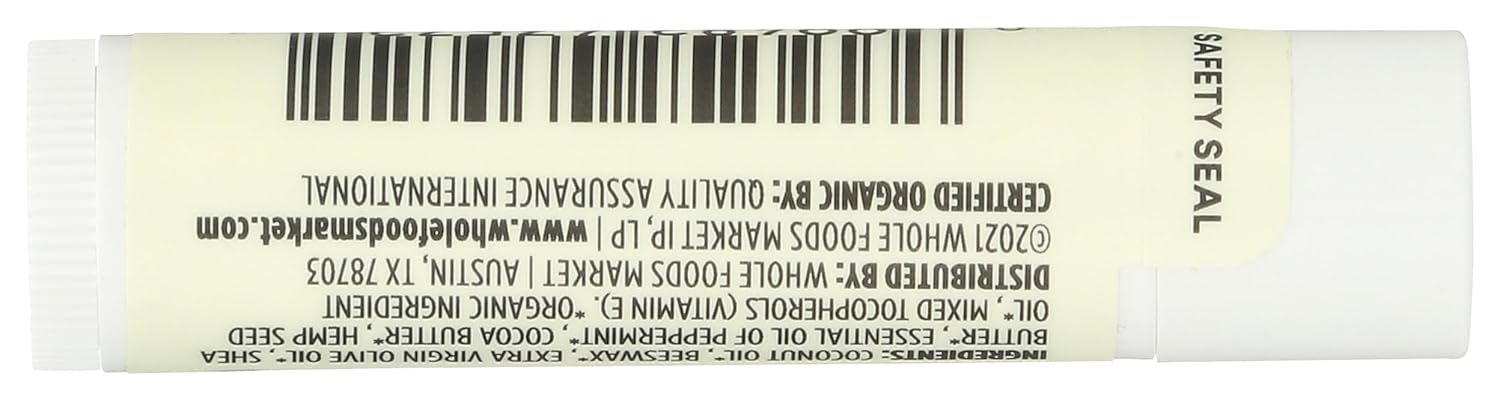 INGREDIENTS: COCONUT OIL*, BEESWAX*, EXTRA VIRGIN OLIVE OIL*, SHEA
BUTTER*, ESSENTIAL OIL OF PEPPERMINT*, COCOA BUTTER*, HEMP SEED
OIL*, MIXED TOCOPHEROLS (VITAMIN E). *ORGANIC INGREDIENT
DISTRIBUTED BY: WHOLE FOODS MARKET | AUSTIN, TX 78703
©2021 WHOLE FOODS MARKET IP, LP | www.wholefoodsmarket.com
CERTIFIED ORGANIC BY: QUALITY ASSURANCE INTERNATIONAL
SAFETY SEAL